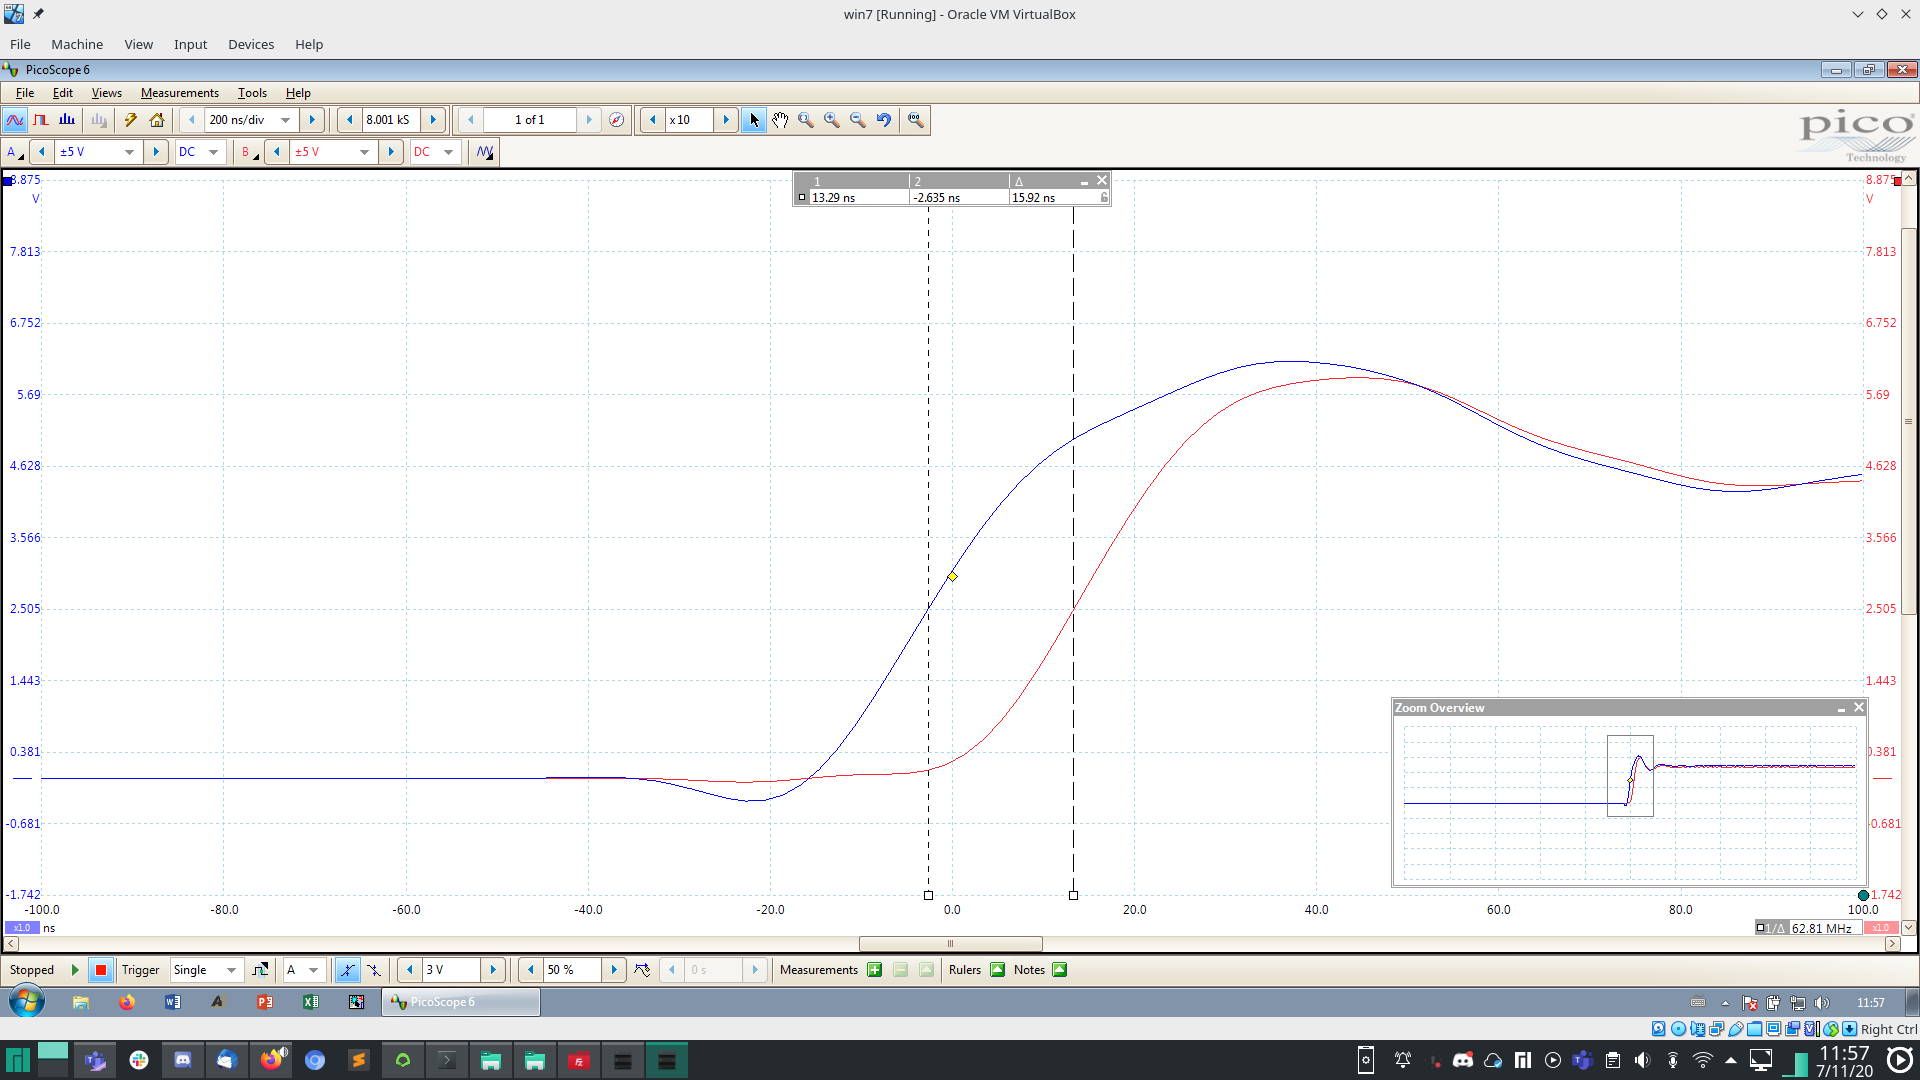 win7 [Running] - Oracle VM VirtualBox
File Machine View Input Devices Help
PicoScope 6
File Edit Views Measurements Tools Help
200 ns/div 8.001 kS 1 of 1 x10
A ±5 V DC B ±5 V DC
pico
Technology
1 2 Δ
13.29 ns -2.635 ns 15.92 ns
8.875 8.875
V V
7.813 7.813
6.752 6.752
5.69 5.69
4.628 4.628
3.566 3.566
2.505 2.505
1.443 1.443
Zoom Overview
0.381 0.381
-0.681 -0.681
-1.742 -1.742
-100.0 -80.0 -60.0 -40.0 -20.0 0.0 20.0 40.0 60.0 80.0 100.0
x1.0 ns 1/Δ 62.81 MHz x1.0
Stopped Trigger Single A 3 V 50 % 0 s Measurements Rulers Notes
PicoScope 6 11:57
Right Ctrl
11:57
7/11/20